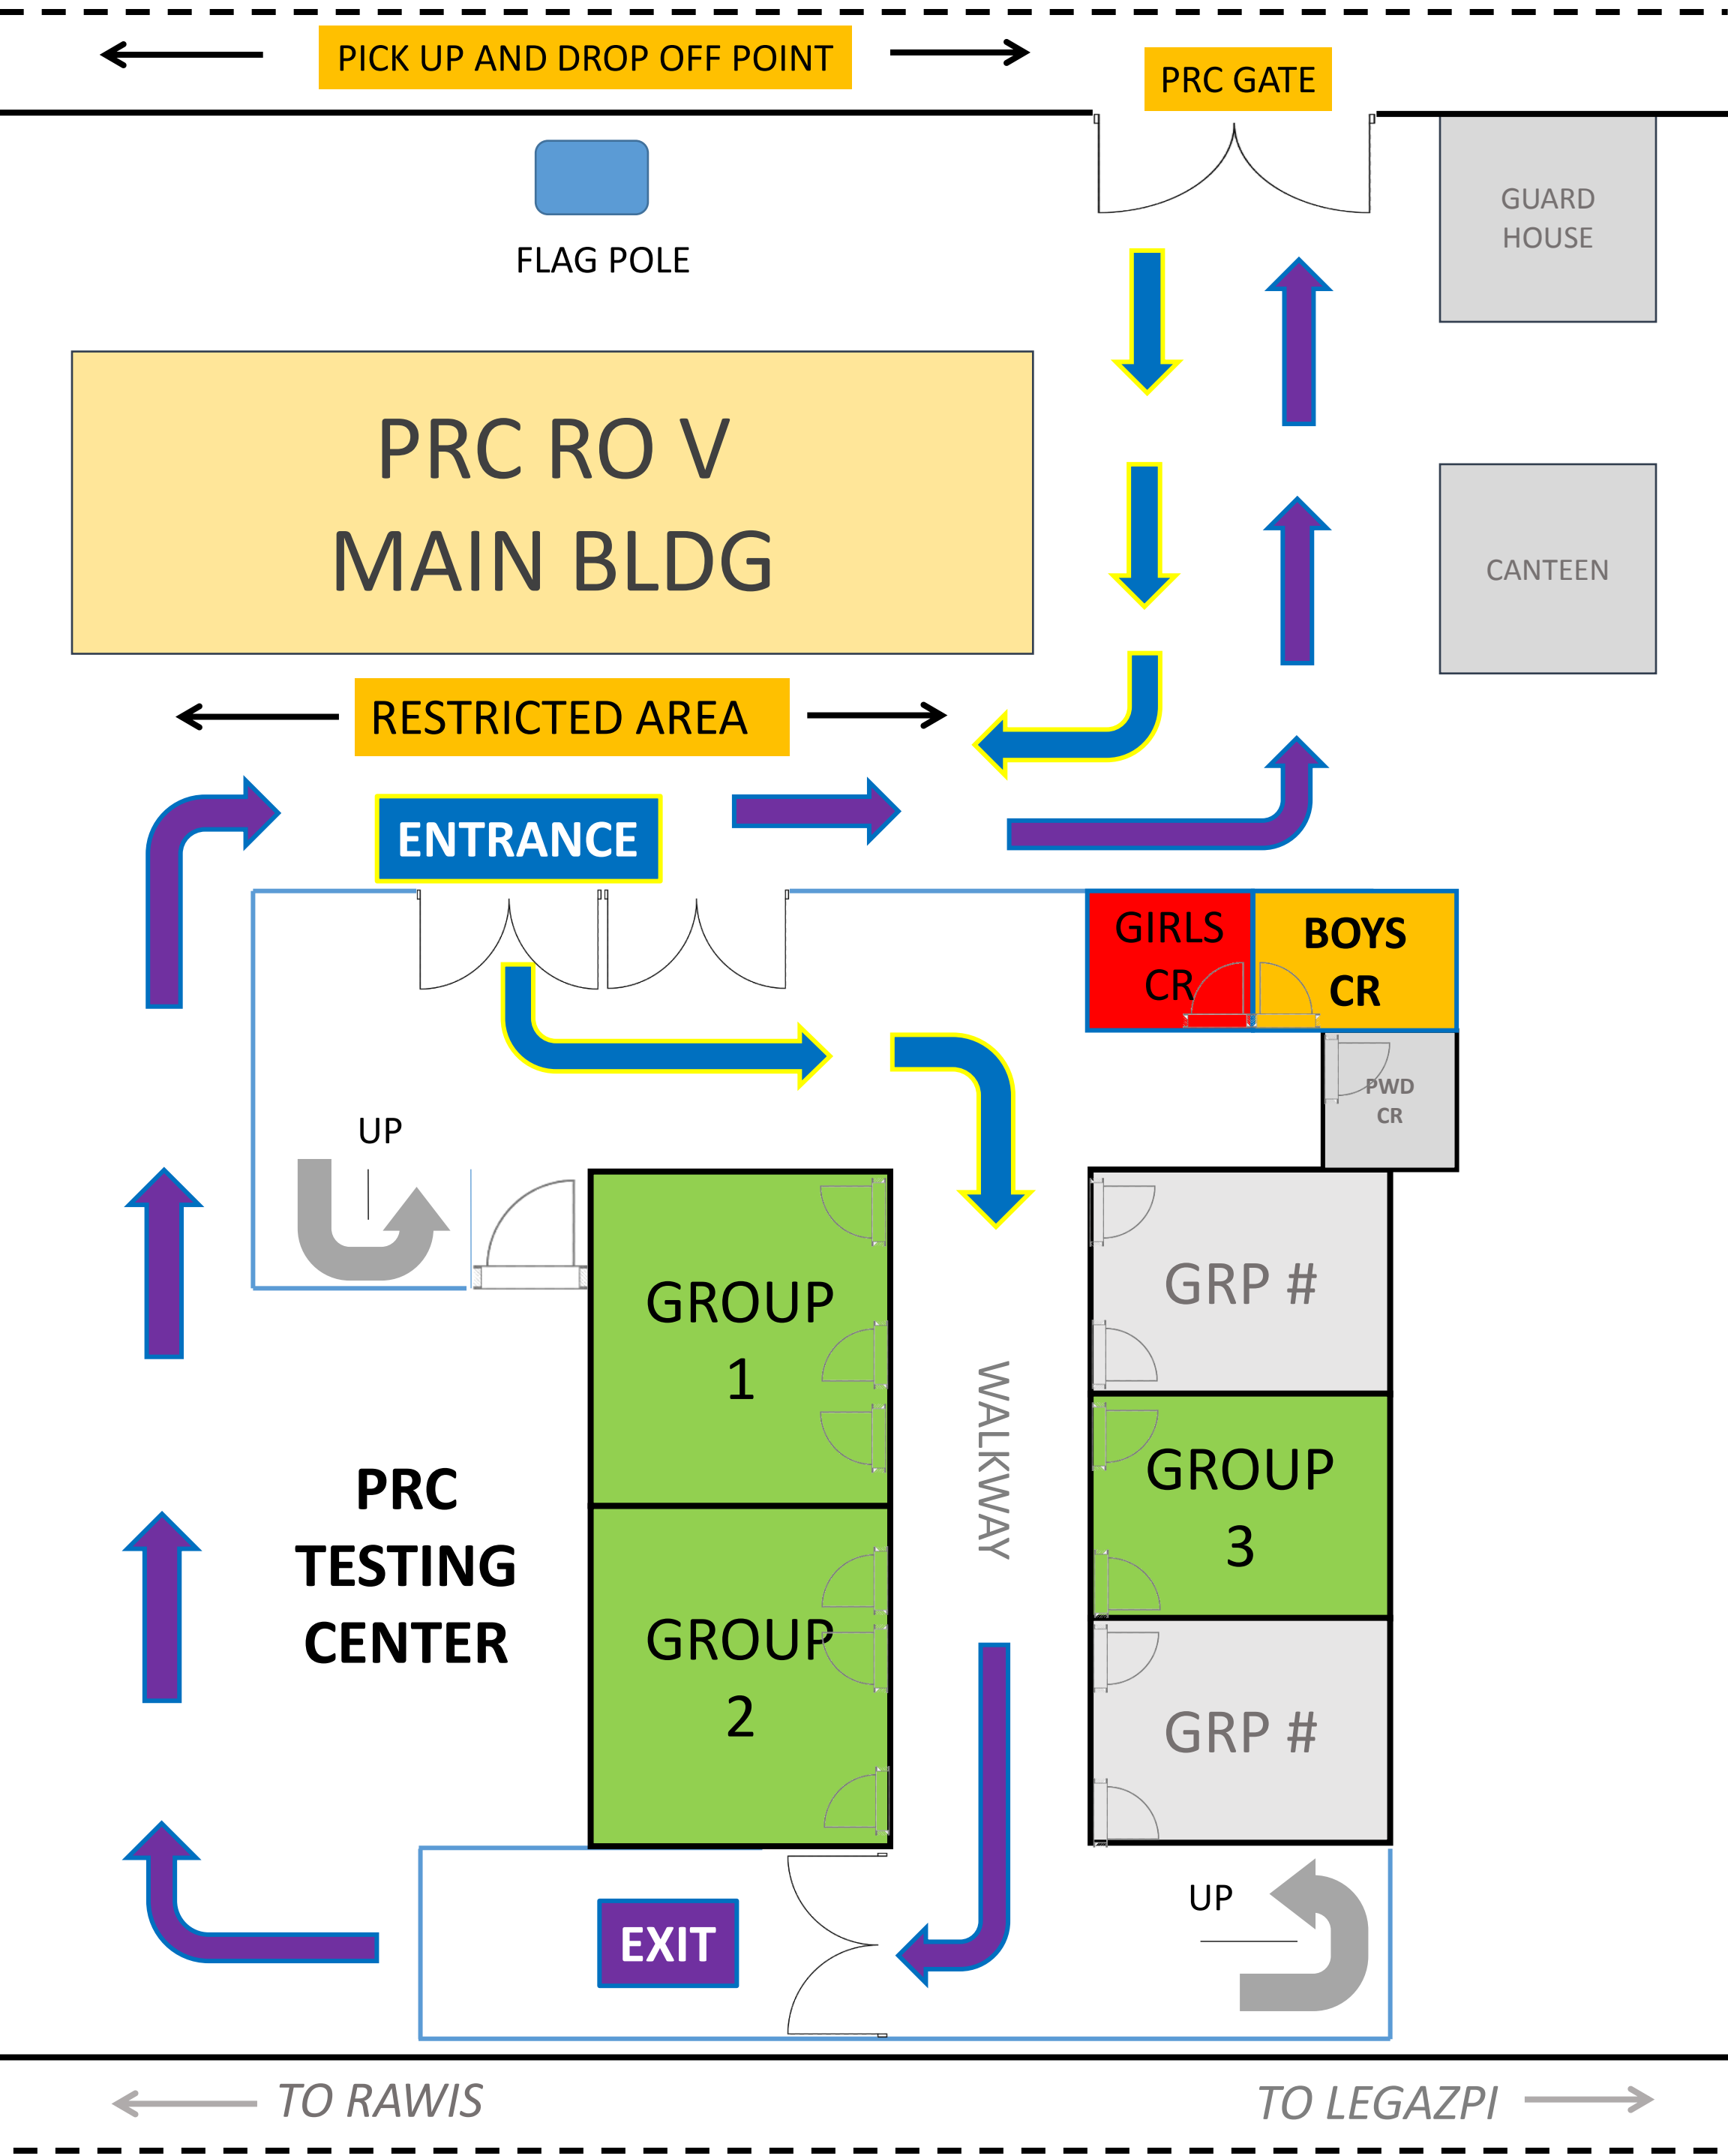 PICK UP AND DROP OFF POINT
PRC GATE
FLAG POLE
GUARD
HOUSE
PRC RO V
MAIN BLDG
CANTEEN
RESTRICTED AREA
ENTRANCE
GIRLS
CR
BOYS
CR
PWD
CR
UP
GROUP
1
GRP #
WALKWAY
GROUP
3
PRC
TESTING
CENTER
GROUP
2
GRP #
UP
EXIT
TO RAWIS
TO LEGAZPI